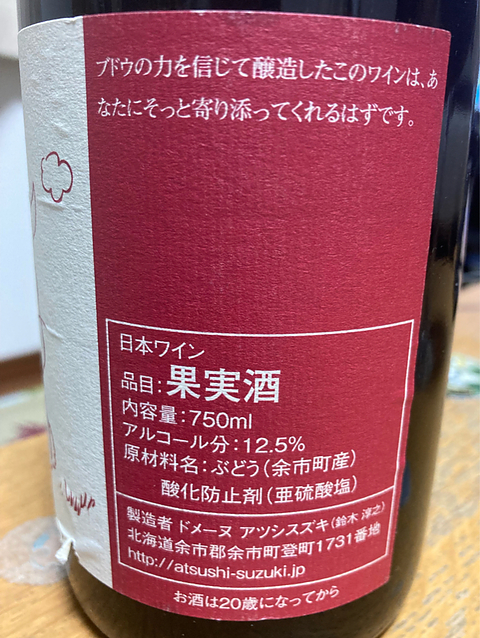 ブドウの力を信じて醸造したこのワインは、あ
なたにそっと寄り添ってくれるはずです。
日本ワイン
品目：果実酒
内容量：750ml
アルコール分：12.5%
原材料名：ぶどう（余市町産）
酸化防止剤（亜硫酸塩）
製造者 ドメーヌ アツシスズキ（鈴木 淳之）
北海道余市郡余市町登町1731番地
http://atsushi-suzuki.jp
お酒は20歳になってから